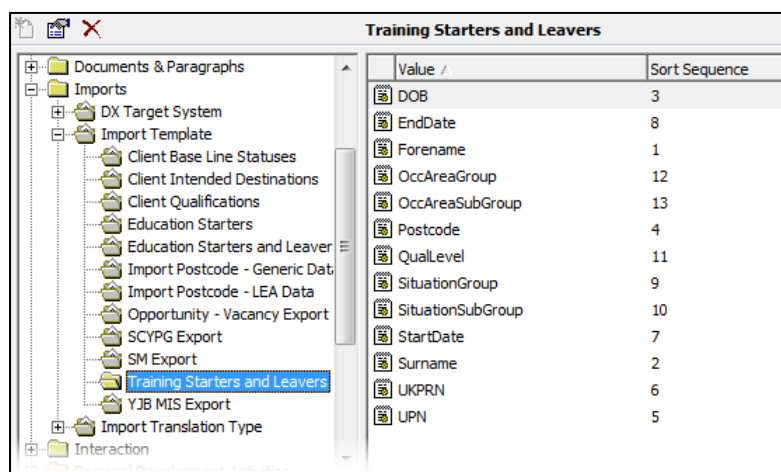 Training Starters and Leavers
Documents & Paragraphs
Imports
DX Target System
Import Template
Client Base Line Statuses
Client Intended Destinations
Client Qualifications
Education Starters
Education Starters and Leaver
Import Postcode - Generic Dat
Import Postcode - LEA Data
Opportunity - Vacancy Export
SCYPG Export
SM Export
Training Starters and Leavers
YJB MIS Export
Import Translation Type
Interaction
Value Sort Sequence
DOB 3
EndDate 8
Forename 1
OccAreaGroup 12
OccAreaSubGroup 13
Postcode 4
QualLevel 11
SituationGroup 9
SituationSubGroup 10
StartDate 7
Surname 2
UKPRN 6
UPN 5